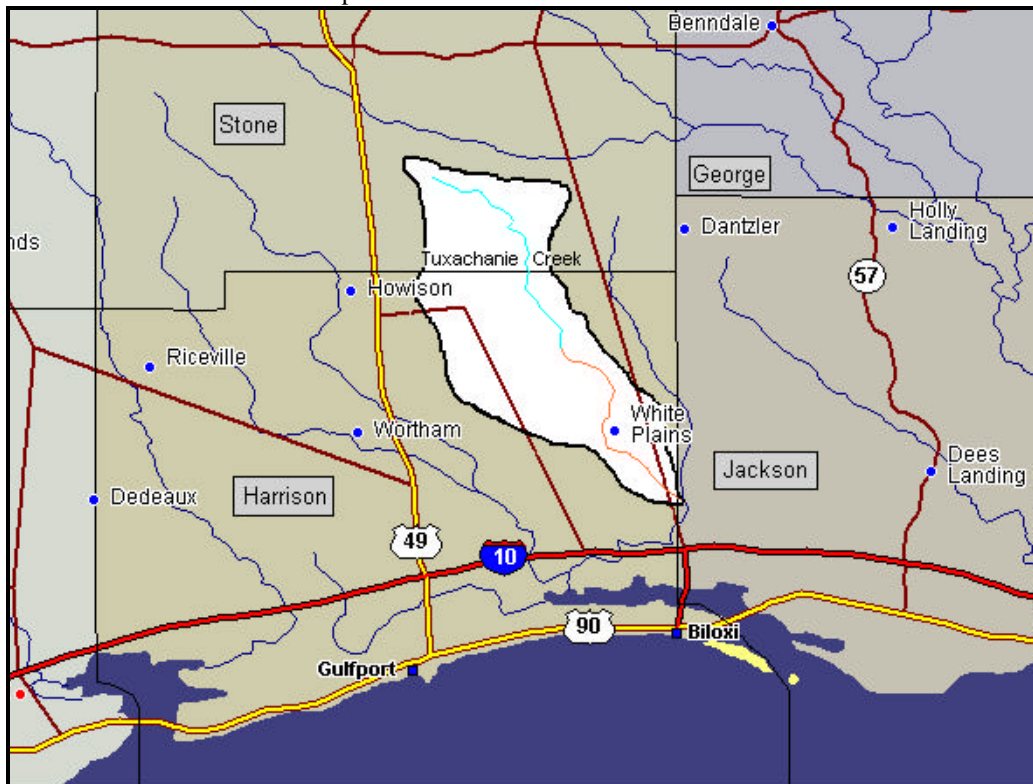 Benndale
Stone
George
Dantzler
Holly
Landing
nds
Tuxachanie Creek
57
Howison
Riceville
White
Plains
Wortham
Dees
Landing
Jackson
Harrison
Dedeaux
49
10
90
Biloxi
Gulfport